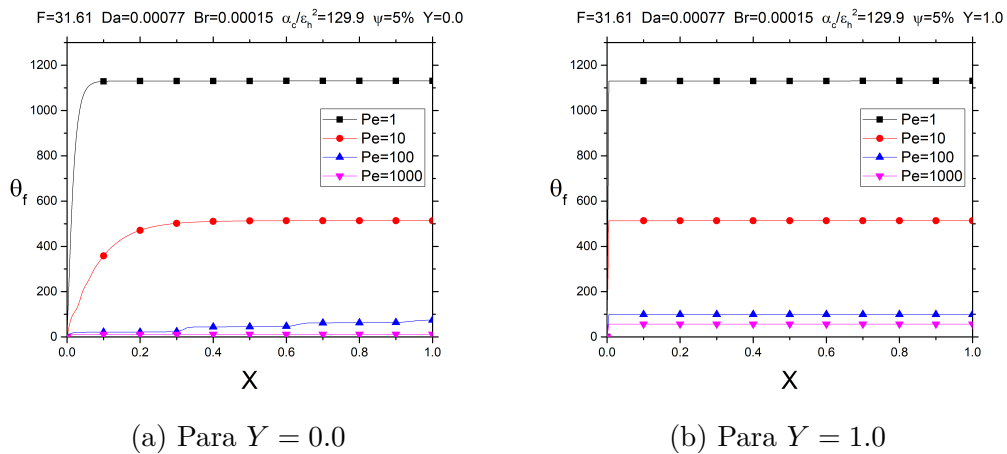 F=31.61 Da=0.00077 Br=0.00015 α_c/ε_h²=129.9 ψ=5% Y=0.0
1200
1000
800
600
400
200
0
θ_f
Pe=1
Pe=10
Pe=100
Pe=1000
0.0 0.2 0.4 0.6 0.8 1.0
X
(a) Para Y = 0.0
F=31.61 Da=0.00077 Br=0.00015 α_c/ε_h²=129.9 ψ=5% Y=1.0
1200
1000
800
600
400
200
0
θ_f
Pe=1
Pe=10
Pe=100
Pe=1000
0.0 0.2 0.4 0.6 0.8 1.0
X
(b) Para Y = 1.0